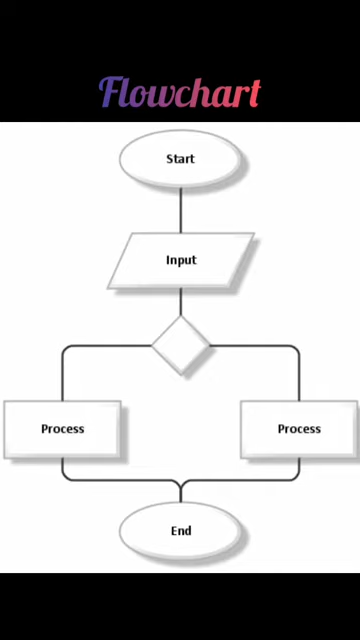 Flowchart
Start
Input
Process
Process
End